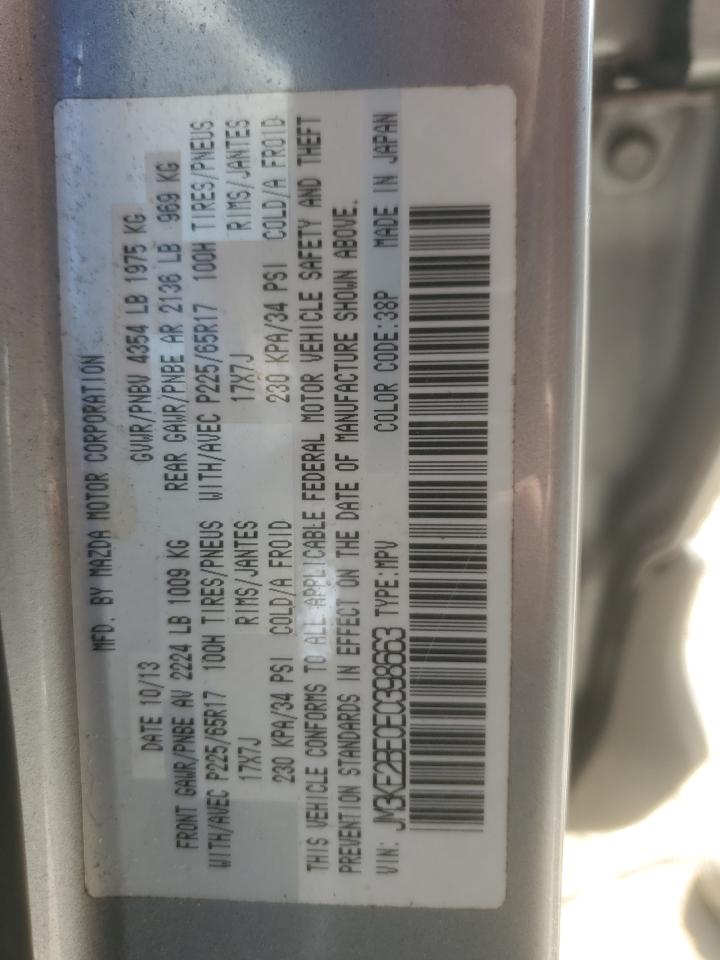 MFD. BY MAZDA MOTOR CORPORATION
DATE 10/13 GVWR/PNBV 4354 LB 1975 KG
FRONT GAWR/PNBE AV 2224 LB 1009 KG REAR GAWR/PNBE AR 2136 LB 969 KG
WITH/AVEC P225/65R17 100H TIRES/PNEUS WITH/AVEC P225/65R17 100H TIRES/PNEUS
17X7J RIMS/JANTES 17X7J RIMS/JANTES
230 KPA/34 PSI COLD/A FROID 230 KPA/34 PSI COLD/A FROID
THIS VEHICLE CONFORMS TO ALL APPLICABLE FEDERAL MOTOR VEHICLE SAFETY AND THEFT
PREVENTION STANDARDS IN EFFECT ON THE DATE OF MANUFACTURE SHOWN ABOVE.
VIN: JM3KE2BE0E0398663 TYPE:MPV COLOR CODE:38P MADE IN JAPAN